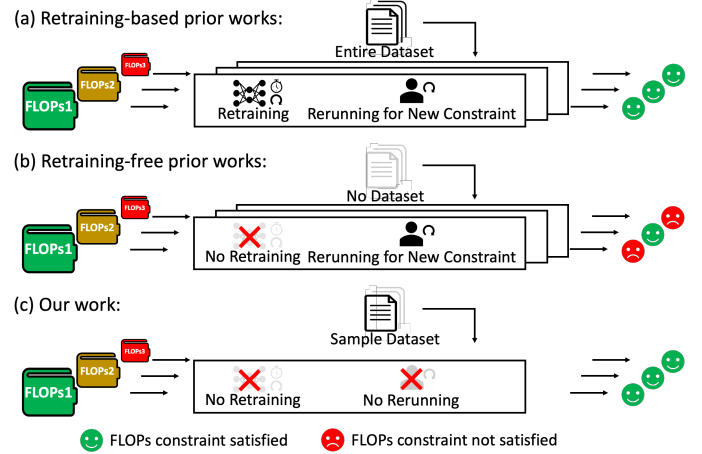 (a) Retraining-based prior works:
Entire Dataset
FLOPs1
FLOPs2
FLOPs3
Retraining
Rerunning for New Constraint
(b) Retraining-free prior works:
No Dataset
FLOPs1
FLOPs2
FLOPs3
No Retraining
Rerunning for New Constraint
(c) Our work:
Sample Dataset
FLOPs1
FLOPs2
FLOPs3
No Retraining
No Rerunning
FLOPs constraint satisfied
FLOPs constraint not satisfied